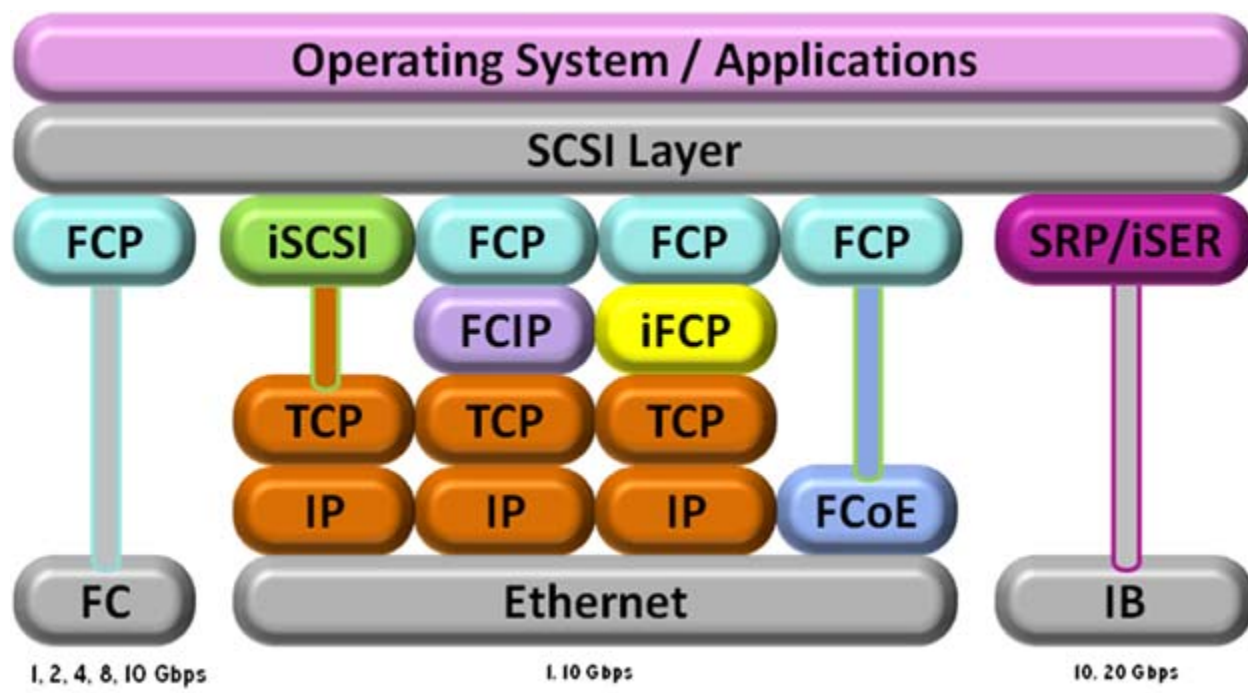 Operating System / Applications
SCSI Layer
FCP iSCSI FCP FCP FCP SRP/iSER
FCIP iFCP
TCP TCP TCP
IP IP IP FCoE
FC Ethernet IB
1, 2, 4, 8, 10 Gbps 1, 10 Gbps 10, 20 Gbps